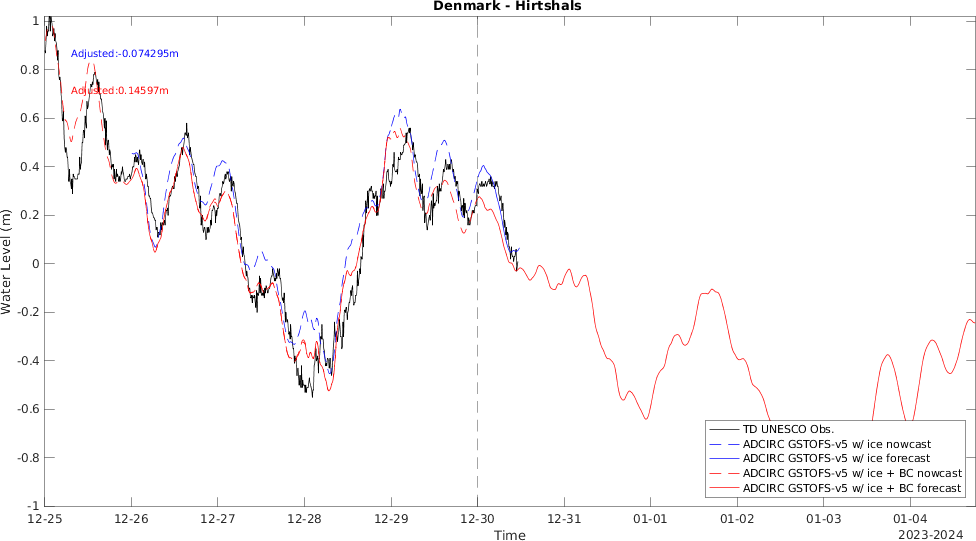 Denmark - Hirtshals
Adjusted:-0.074295m
Adjusted:0.14597m
Water Level (m)
1
0.8
0.6
0.4
0.2
0
-0.2
-0.4
-0.6
-0.8
-1
TD UNESCO Obs.
ADCIRC GSTOFS-v5 w/ ice nowcast
ADCIRC GSTOFS-v5 w/ ice forecast
ADCIRC GSTOFS-v5 w/ ice + BC nowcast
ADCIRC GSTOFS-v5 w/ ice + BC forecast
12-25 12-26 12-27 12-28 12-29 12-30 12-31 01-01 01-02 01-03 01-04
Time
2023-2024